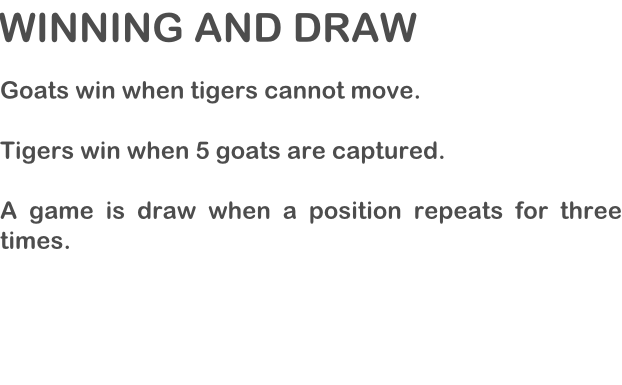 WINNING AND DRAW
Goats win when tigers cannot move.
Tigers win when 5 goats are captured.
A game is draw when a position repeats for three
times.